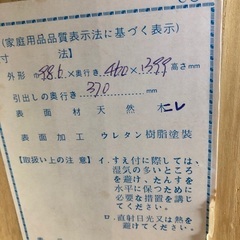 (家庭用品品質表示法に基づく表示)
寸 法)
外形 巾 98.6 × 奥行き 460 × 1399 高さmm
引出しの奥行き 370 mm
表面材 天然木 ニレ
表面加工 ウレタン樹脂塗装
【取扱い上の注意】 イ. すえ付に際しては、
湿気の多いところ
を避け、たんすを
水平に保つために
必要な措置を講じ
てください。
ロ. 直射日光又は熱を
避けてください。